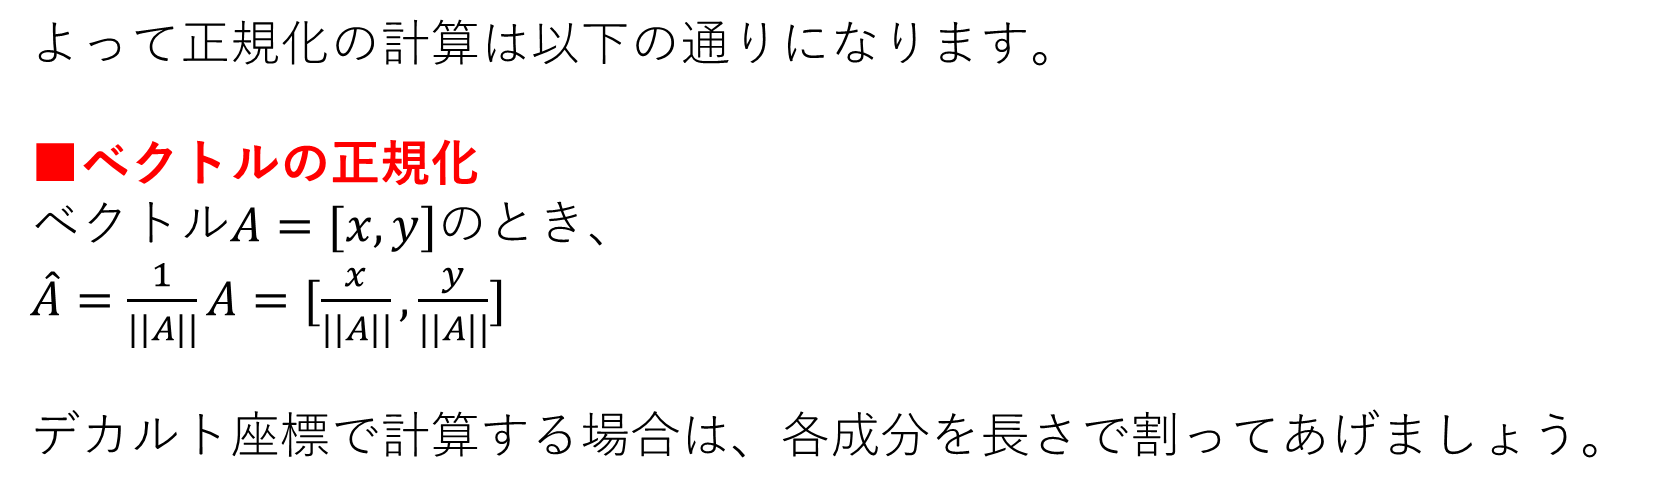 よって正規化の計算は以下の通りになります。
■ベクトルの正規化
ベクトルA = [x, y]のとき、
Â = 1/||A|| A = [x/||A||, y/||A||]
デカルト座標で計算する場合は、各成分を長さで割ってあげましょう。